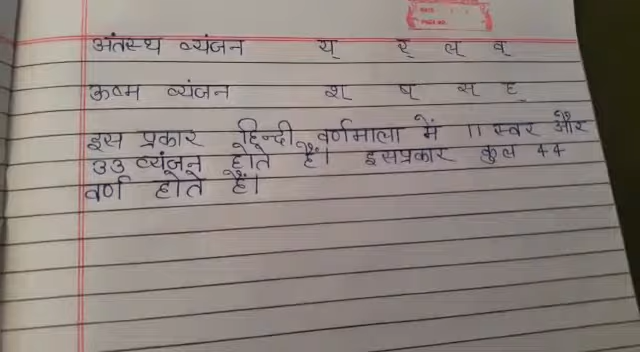 अंतस्थ व्यंजन य् र् ल् व्
ऊष्म व्यंजन श् ष् स् ह्
इस प्रकार हिन्दी वर्णमाला में 11 स्वर और
33 व्यंजन होते हैं। इसप्रकार कुल 44
वर्ण होते हैं।